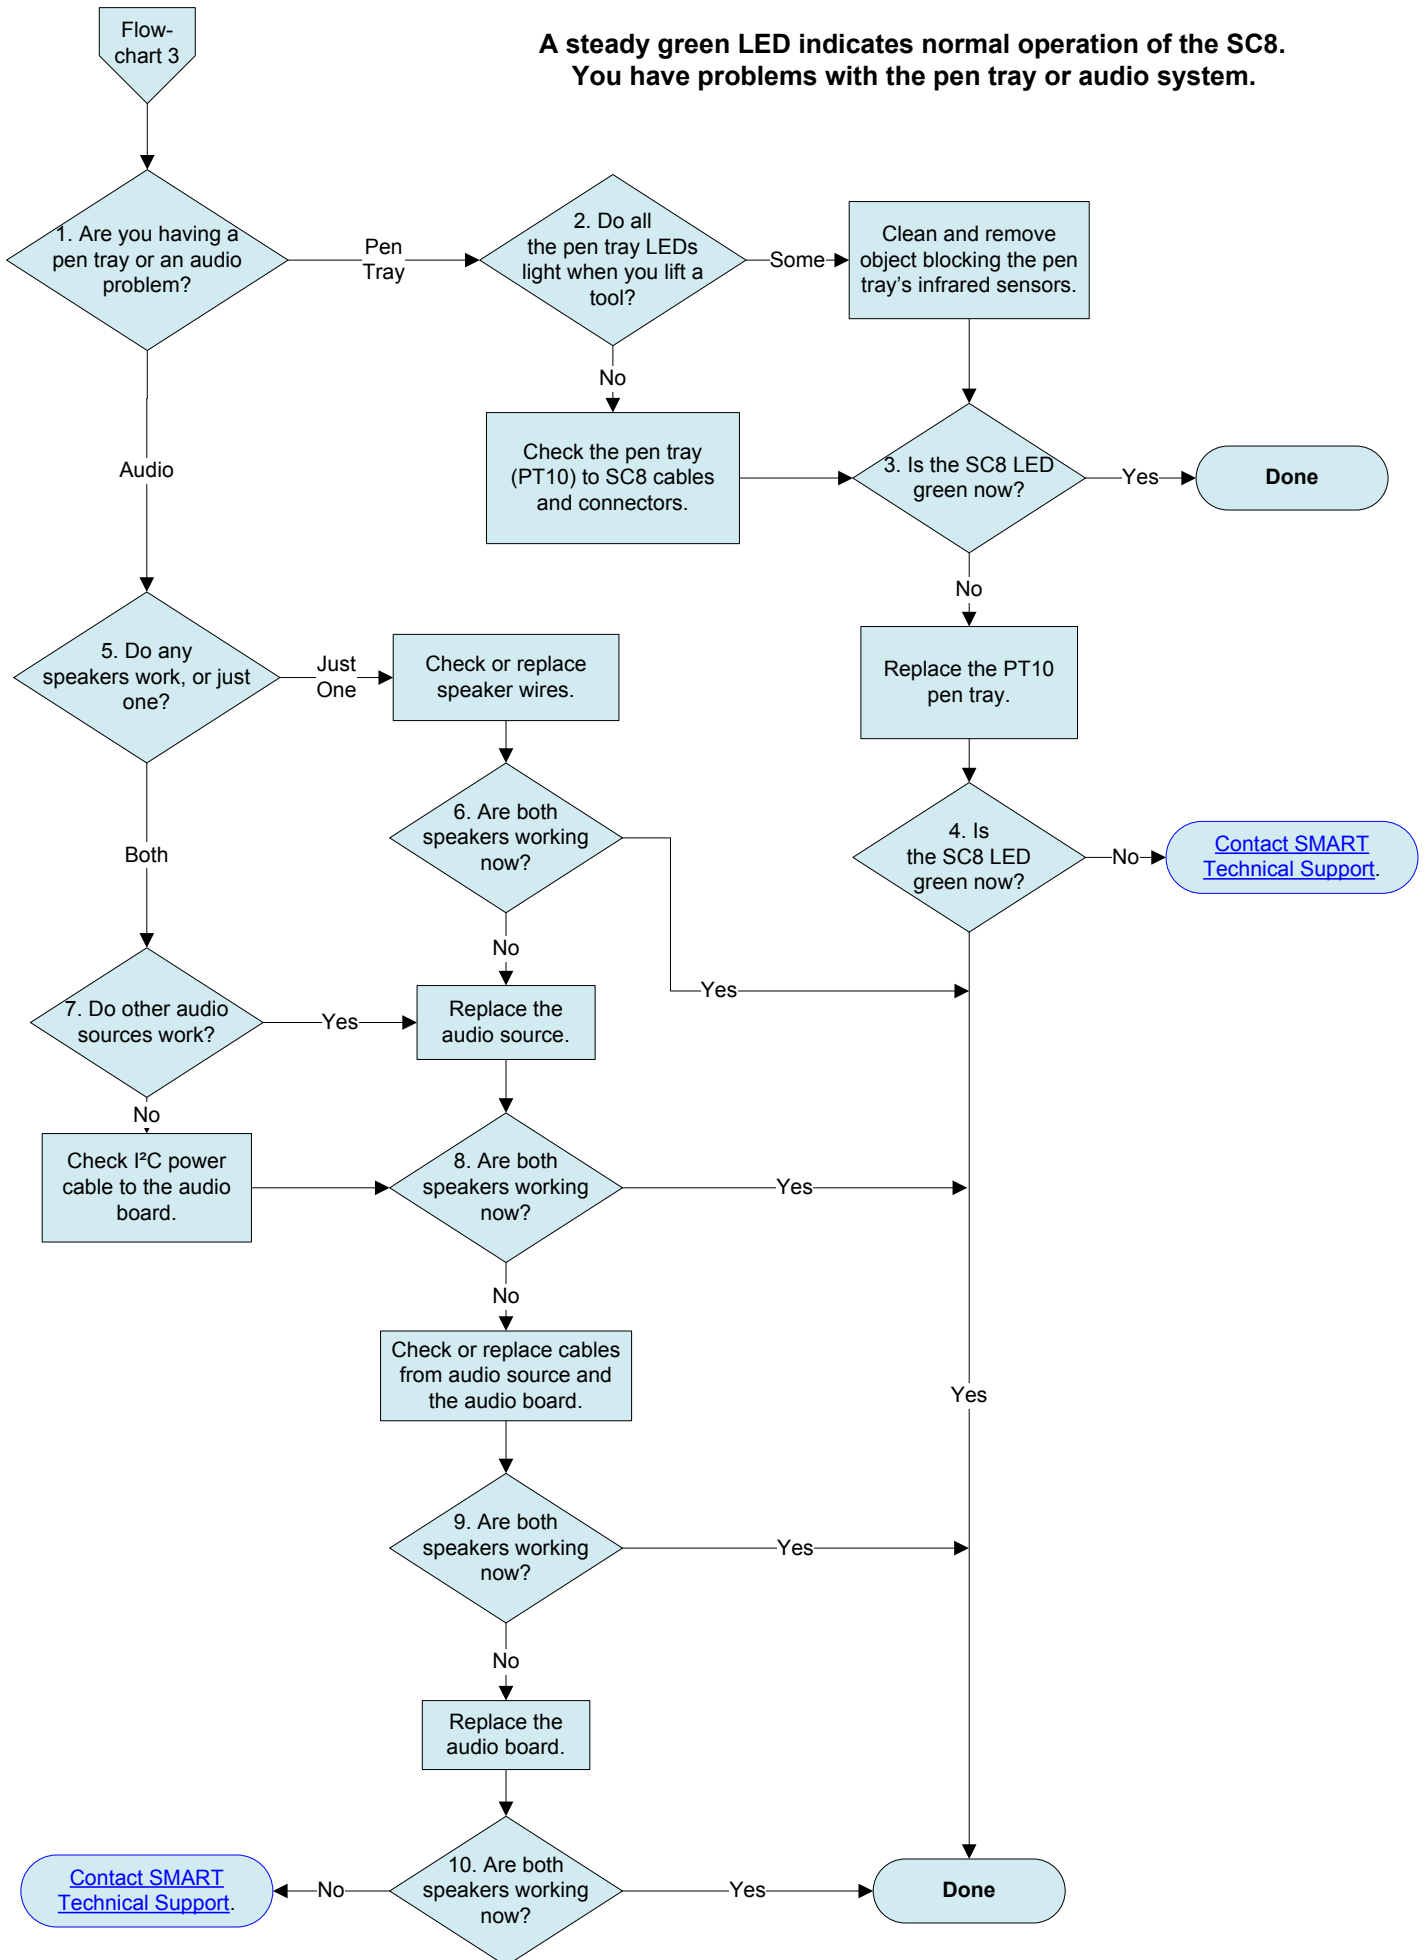 Flow-
chart 3
A steady green LED indicates normal operation of the SC8.
You have problems with the pen tray or audio system.
1. Are you having a
pen tray or an audio
problem?
Pen
Tray
2. Do all
the pen tray LEDs
light when you lift a
tool?
Some
Clean and remove
object blocking the pen
tray's infrared sensors.
No
Check the pen tray
(PT10) to SC8 cables
and connectors.
3. Is the SC8 LED
green now?
Yes
Done
Audio
No
5. Do any
speakers work, or just
one?
Just
One
Check or replace
speaker wires.
Replace the PT10
pen tray.
6. Are both
speakers working
now?
4. Is
the SC8 LED
green now?
No
Contact SMART
Technical Support.
Both
No
Yes
7. Do other audio
sources work?
Yes
Replace the
audio source.
No
Check I²C power
cable to the audio
board.
8. Are both
speakers working
now?
Yes
No
Check or replace cables
from audio source and
the audio board.
Yes
9. Are both
speakers working
now?
Yes
No
Replace the
audio board.
10. Are both
speakers working
now?
No
Contact SMART
Technical Support.
Yes
Done